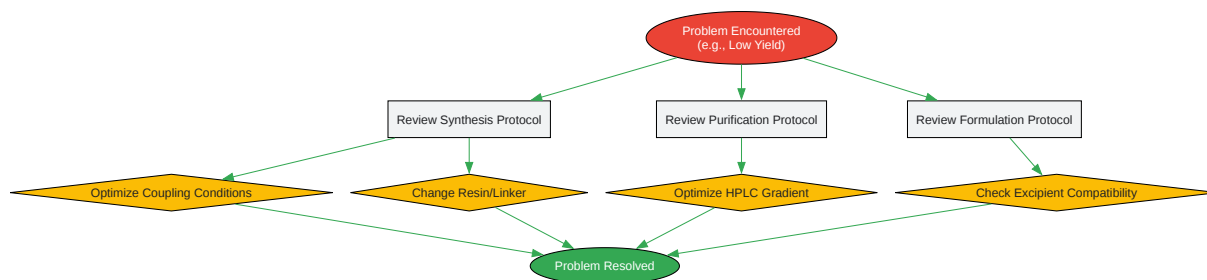 Problem Encountered
(e.g., Low Yield)
Review Synthesis Protocol
Review Purification Protocol
Review Formulation Protocol
Optimize Coupling Conditions
Change Resin/Linker
Optimize HPLC Gradient
Check Excipient Compatibility
Problem Resolved